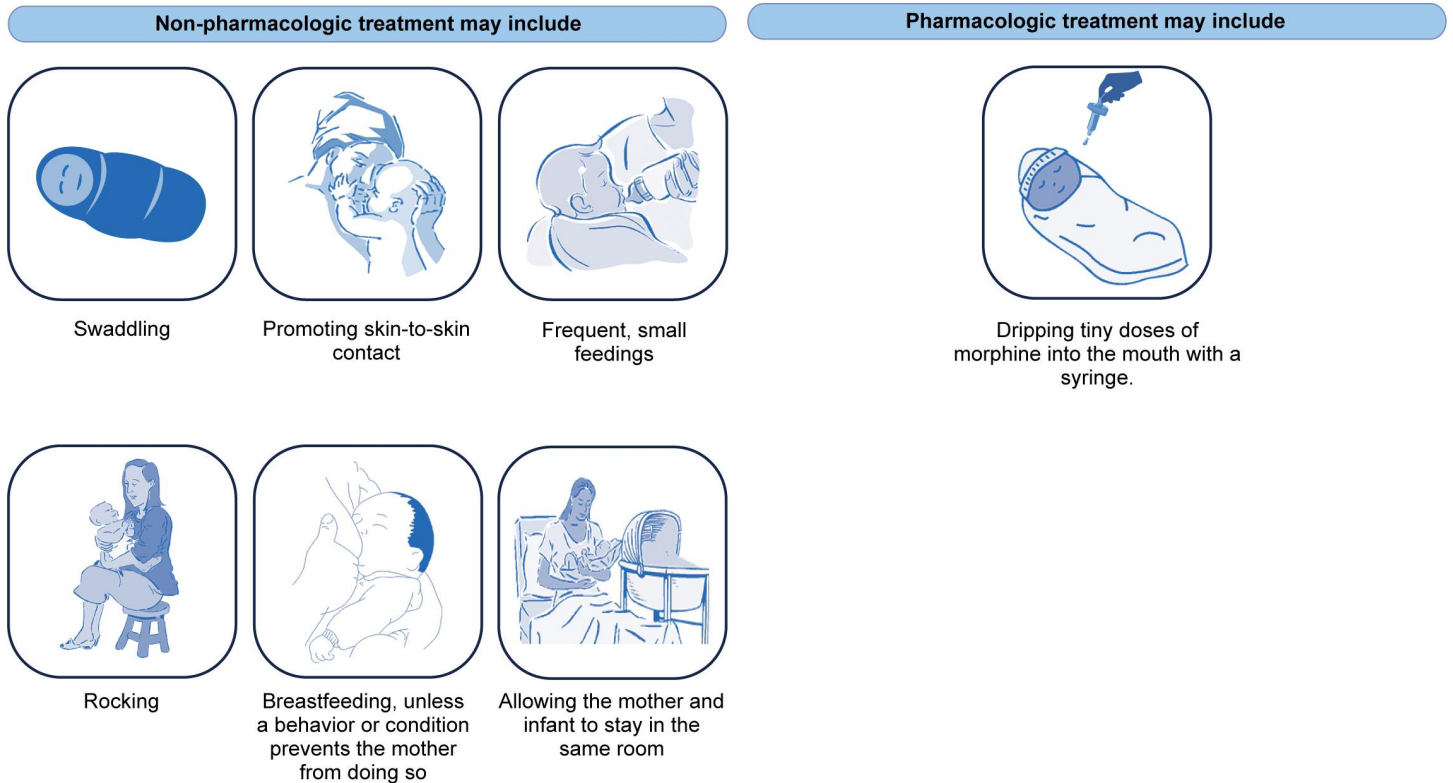 Non-pharmacologic treatment may include
Pharmacologic treatment may include
Swaddling
Promoting skin-to-skin
contact
Frequent, small
feedings
Dripping tiny doses of
morphine into the mouth with a
syringe.
Rocking
Breastfeeding, unless
a behavior or condition
prevents the mother
from doing so
Allowing the mother and
infant to stay in the
same room